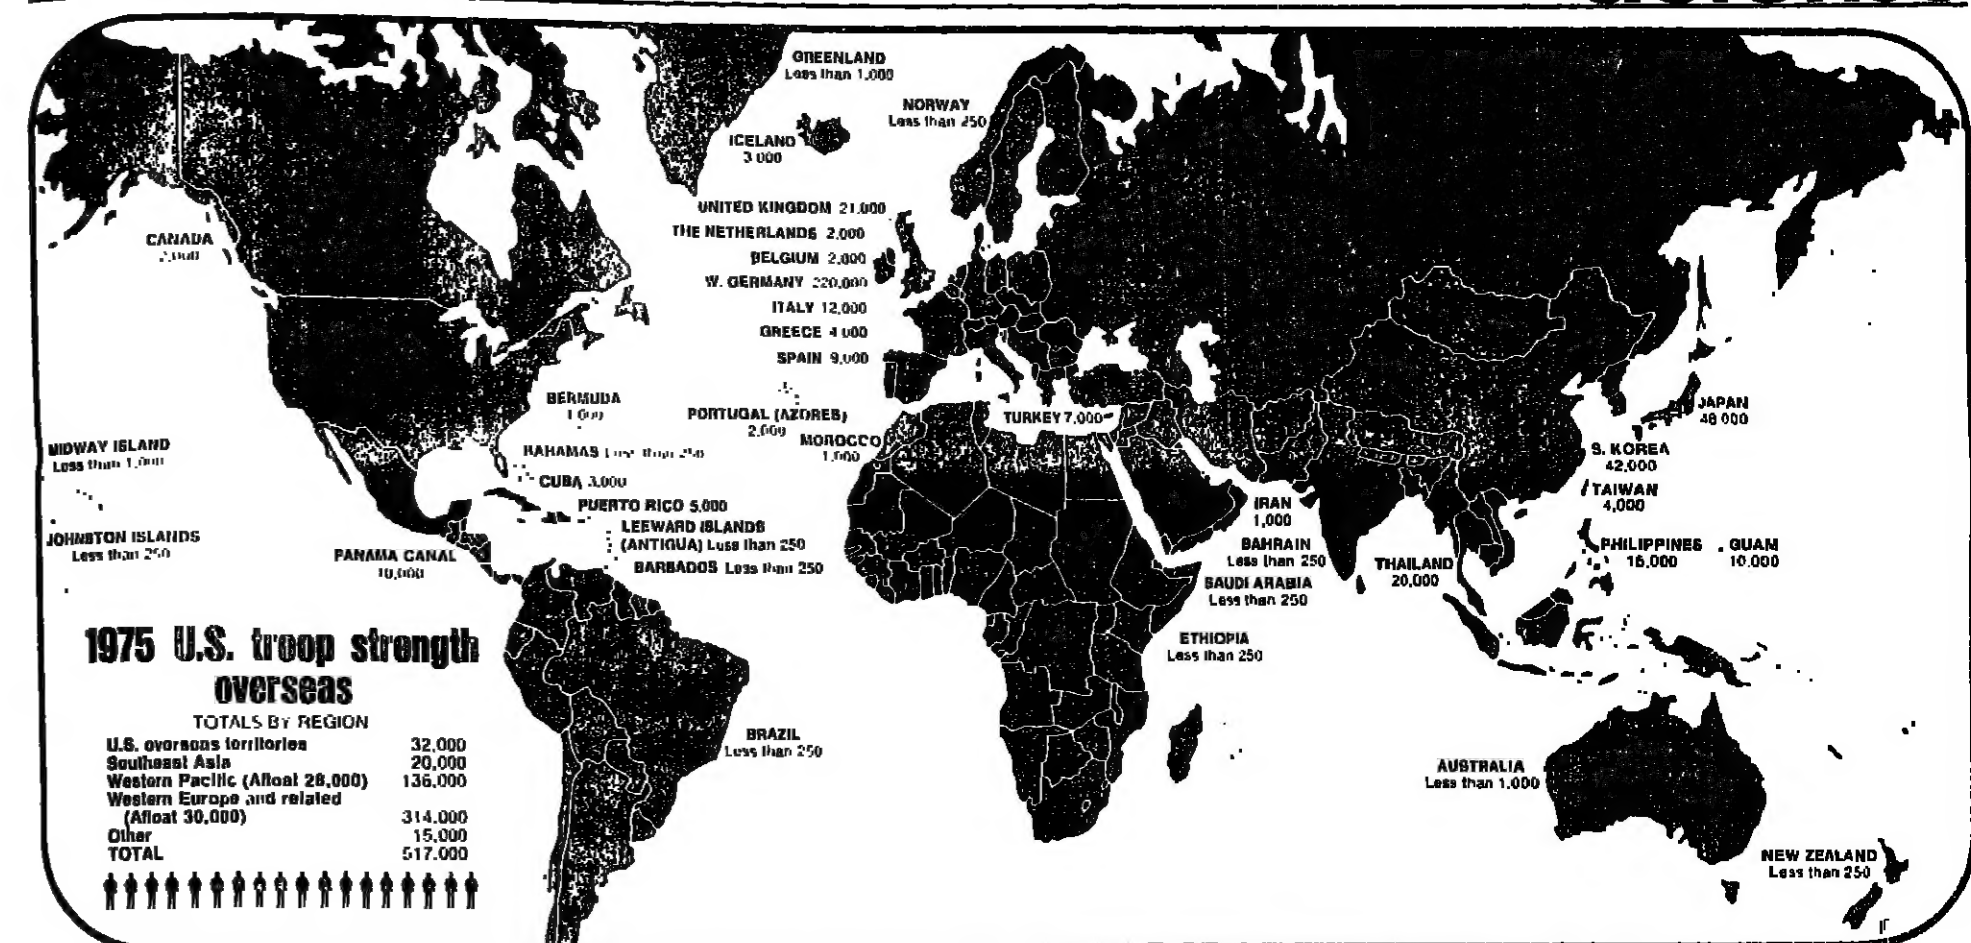 GREENLAND
Less than 1,000
NORWAY
Less than 250
ICELAND
3 000
UNITED KINGDOM 21,000
THE NETHERLANDS 2,000
BELGIUM 2,000
W. GERMANY 220,000
ITALY 12,000
GREECE 4 000
SPAIN 9,000
PORTUGAL (AZORES)
2,000
MOROCCO
1,000
TURKEY 7,000
CANADA
BERMUDA
1 000
BAHAMAS Less than 250
CUBA 3,000
PUERTO RICO 5,000
LEEWARD ISLANDS
(ANTIGUA) Less than 250
BARBADOS Less than 250
MIDWAY ISLAND
Less than 1,000
JOHNSTON ISLANDS
Less than 250
PANAMA CANAL
10,000
BRAZIL
Less than 250
IRAN
1,000
BAHRAIN
Less than 250
SAUDI ARABIA
Less than 250
ETHIOPIA
Less than 250
JAPAN
48 000
S. KOREA
42,000
TAIWAN
4,000
PHILIPPINES
16,000
GUAM
10,000
THAILAND
20,000
AUSTRALIA
Less than 1,000
NEW ZEALAND
Less than 250
1975 U.S. troop strength
overseas
TOTALS BY REGION
U.S. overseas territories 32,000
Southeast Asia 20,000
Western Pacific (Afloat 28,000) 136,000
Western Europe and related
(Afloat 30,000) 314,000
Other 15,000
TOTAL 517,000